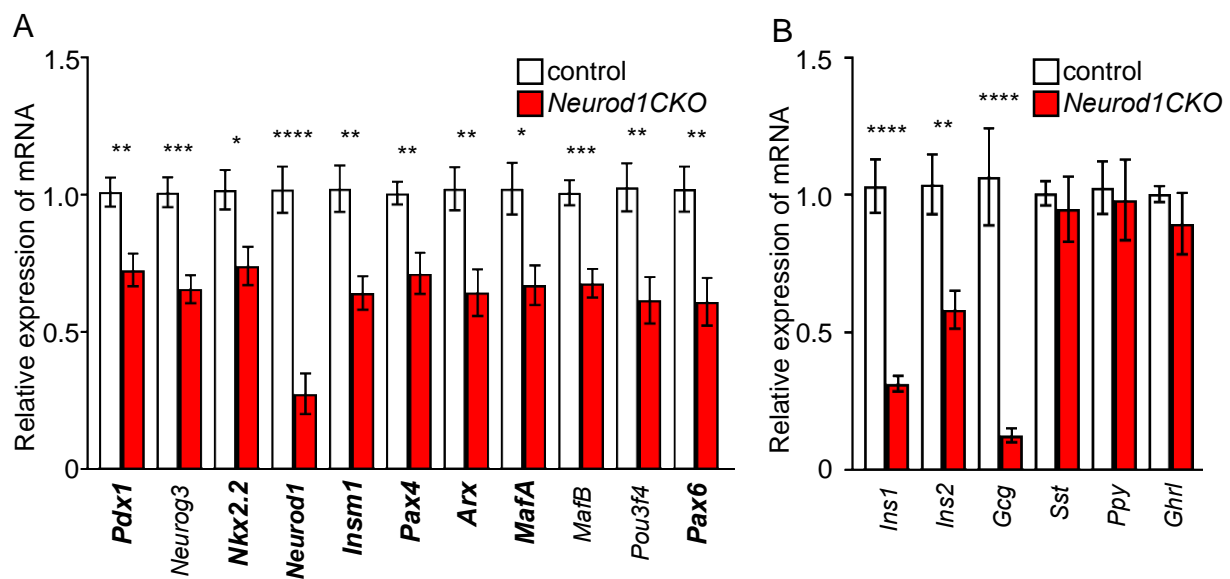 A
Relative expression of mRNA
1.5
1.0
0.5
0
control
Neurod1CKO
** *** * **** ** ** ** * *** ** **
Pdx1
Neurog3
Nkx2.2
Neurod1
Insm1
Pax4
Arx
MafA
MafB
Pou3f4
Pax6
B
Relative expression of mRNA
1.5
1.0
0.5
0
control
Neurod1CKO
**** ** ****
Ins1
Ins2
Gcg
Sst
Ppy
Ghrl